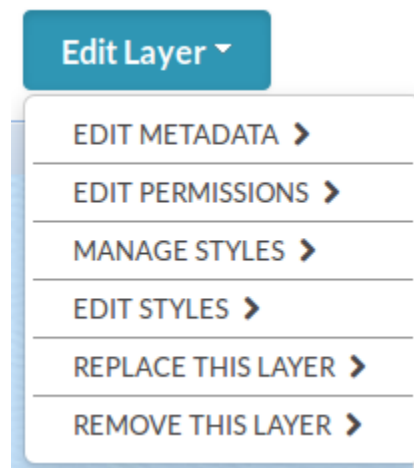 Edit Layer
EDIT METADATA
EDIT PERMISSIONS
MANAGE STYLES
EDIT STYLES
REPLACE THIS LAYER
REMOVE THIS LAYER